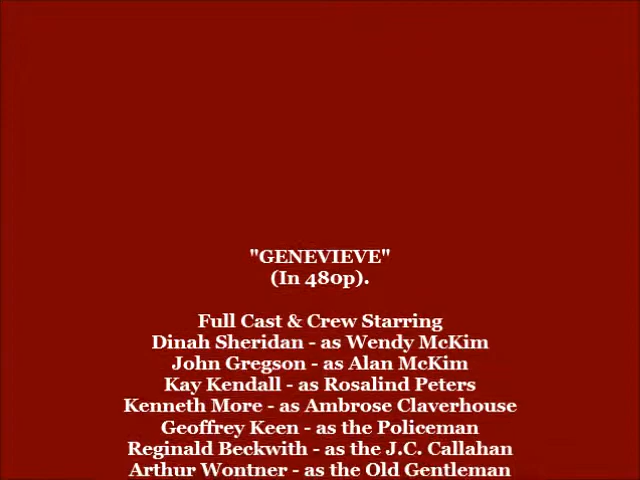 "GENEVIEVE"
(In 480p).
Full Cast & Crew Starring
Dinah Sheridan - as Wendy McKim
John Gregson - as Alan McKim
Kay Kendall - as Rosalind Peters
Kenneth More - as Ambrose Claverhouse
Geoffrey Keen - as the Policeman
Reginald Beckwith - as the J.C. Callahan
Arthur Wontner - as the Old Gentleman